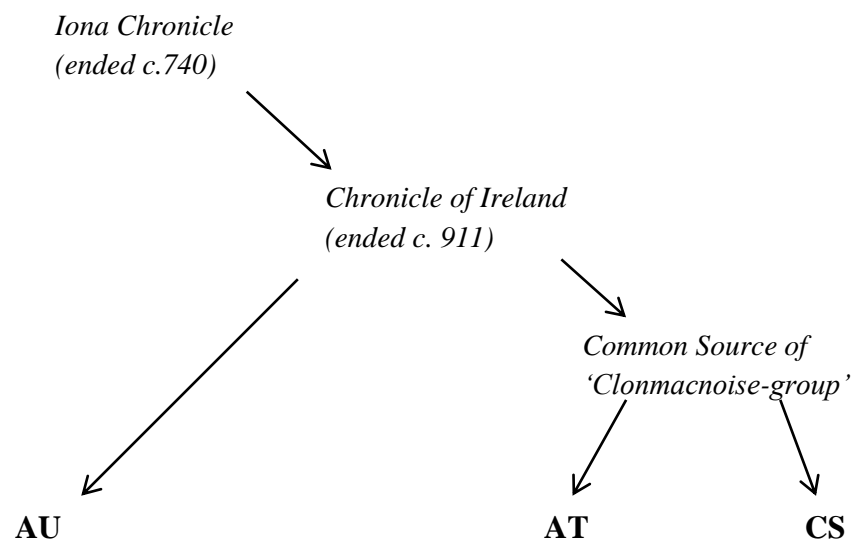 Iona Chronicle
(ended c.740)
Chronicle of Ireland
(ended c. 911)
Common Source of
‘Clonmacnoise-group’
AU
AT
CS